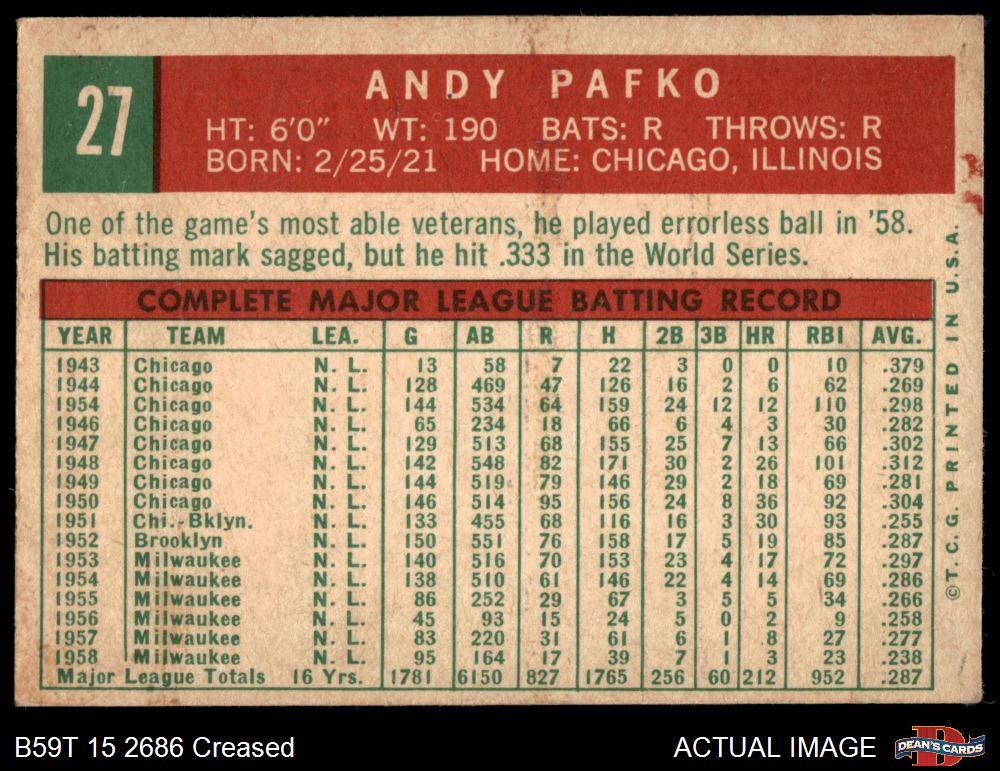 27
ANDY PAFKO
HT: 6'0" WT: 190 BATS: R THROWS: R
BORN: 2/25/21 HOME: CHICAGO, ILLINOIS
One of the game's most able veterans, he played errorless ball in '58.
His batting mark sagged, but he hit .333 in the World Series.
COMPLETE MAJOR LEAGUE BATTING RECORD
YEAR TEAM LEA. G AB R H 2B 3B HR RBI AVG.
1943 Chicago N. L. 13 58 7 22 3 0 0 10 .379
1944 Chicago N. L. 128 469 47 126 16 2 6 62 .269
1954 Chicago N. L. 144 534 64 159 24 12 12 110 .298
1946 Chicago N. L. 65 234 18 66 6 4 3 30 .282
1947 Chicago N. L. 129 513 68 155 25 7 13 66 .302
1948 Chicago N. L. 142 548 82 171 30 2 26 101 .312
1949 Chicago N. L. 144 519 79 146 29 2 18 69 .281
1950 Chicago N. L. 146 514 95 156 24 8 36 92 .304
1951 Chi.-Bklyn. N. L. 133 455 68 116 16 3 30 93 .255
1952 Brooklyn N. L. 150 551 76 158 17 5 19 85 .287
1953 Milwaukee N. L. 140 516 70 153 23 4 17 72 .297
1954 Milwaukee N. L. 138 510 61 146 22 4 14 69 .286
1955 Milwaukee N. L. 86 252 29 67 3 5 5 34 .266
1956 Milwaukee N. L. 45 93 15 24 5 0 2 9 .258
1957 Milwaukee N. L. 83 220 31 61 6 1 8 27 .277
1958 Milwaukee N. L. 95 164 17 39 7 1 3 23 .238
Major League Totals 16 Yrs. 1781 6150 827 1765 256 60 212 952 .287
©T.C.G. PRINTED IN U.S.A.
B59T 15 2686 Creased
ACTUAL IMAGE
DEAN'S CARDS